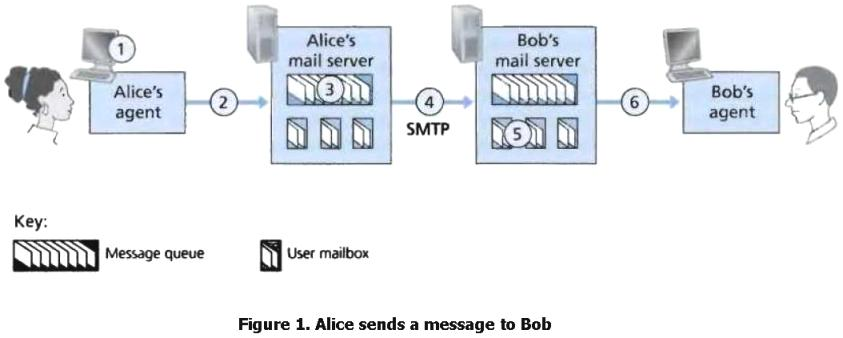 1
Alice's
agent
2
Alice's
mail server
3
4
SMTP
Bob's
mail server
5
6
Bob's
agent
Key:
Message queue
User mailbox
Figure 1. Alice sends a message to Bob